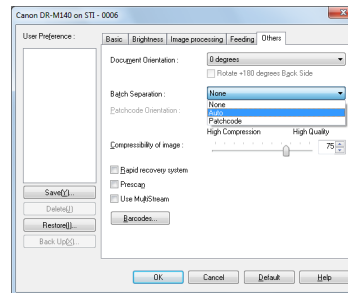 Canon DR-M140 on STI - 0006
User Preference :
Basic Brightness Image processing Feeding Others
Document Orientation : 0 degrees
Rotate +180 degrees Back Side
Batch Separation : None
None
Auto
Patchcode Orientation :
Patchcode
High Compression High Quality
Compressibility of image : 75
Rapid recovery system
Prescan
Use MultiStream
Save(Y)...
Delete(J)
Barcodes...
Restore(I)...
Back Up(K)...
OK Cancel Default Help